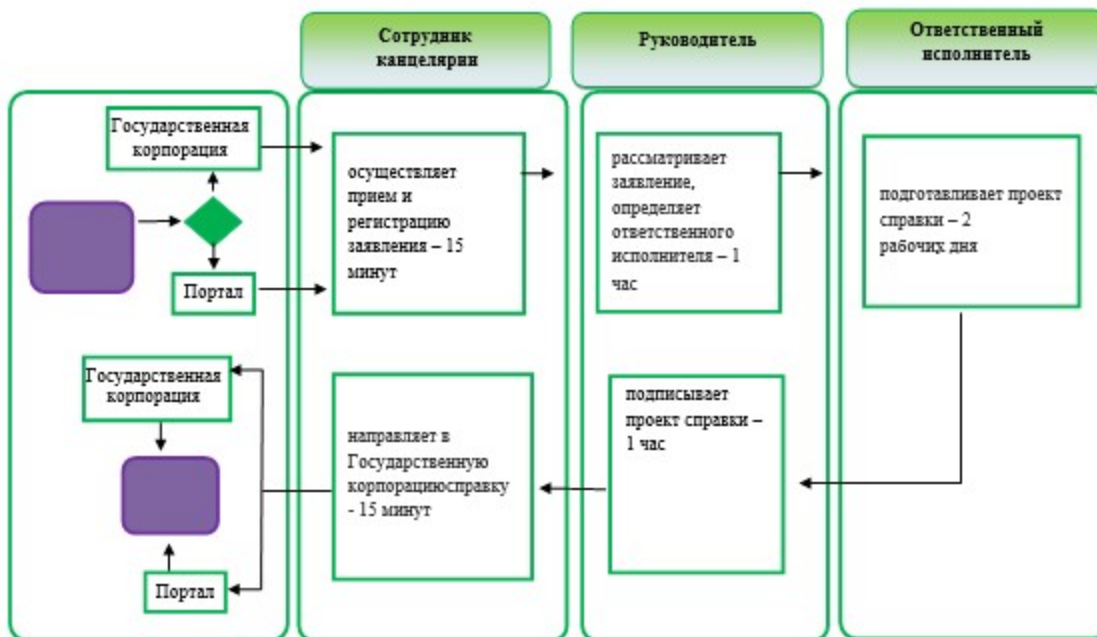 Сотрудник
канцелярии
Руководитель
Ответственный
исполнитель
Государственная
корпорация
Портал
осуществляет
прием и
регистрацию
заявления – 15
минут
рассматривает
заявление,
определяет
ответственного
исполнителя – 1
час
подготавливает проект
справки – 2
рабочих дня
Государственная
корпорация
Портал
направляет в
Государственную
корпорациюсправку
- 15 минут
подписывает
проект справки –
1 час